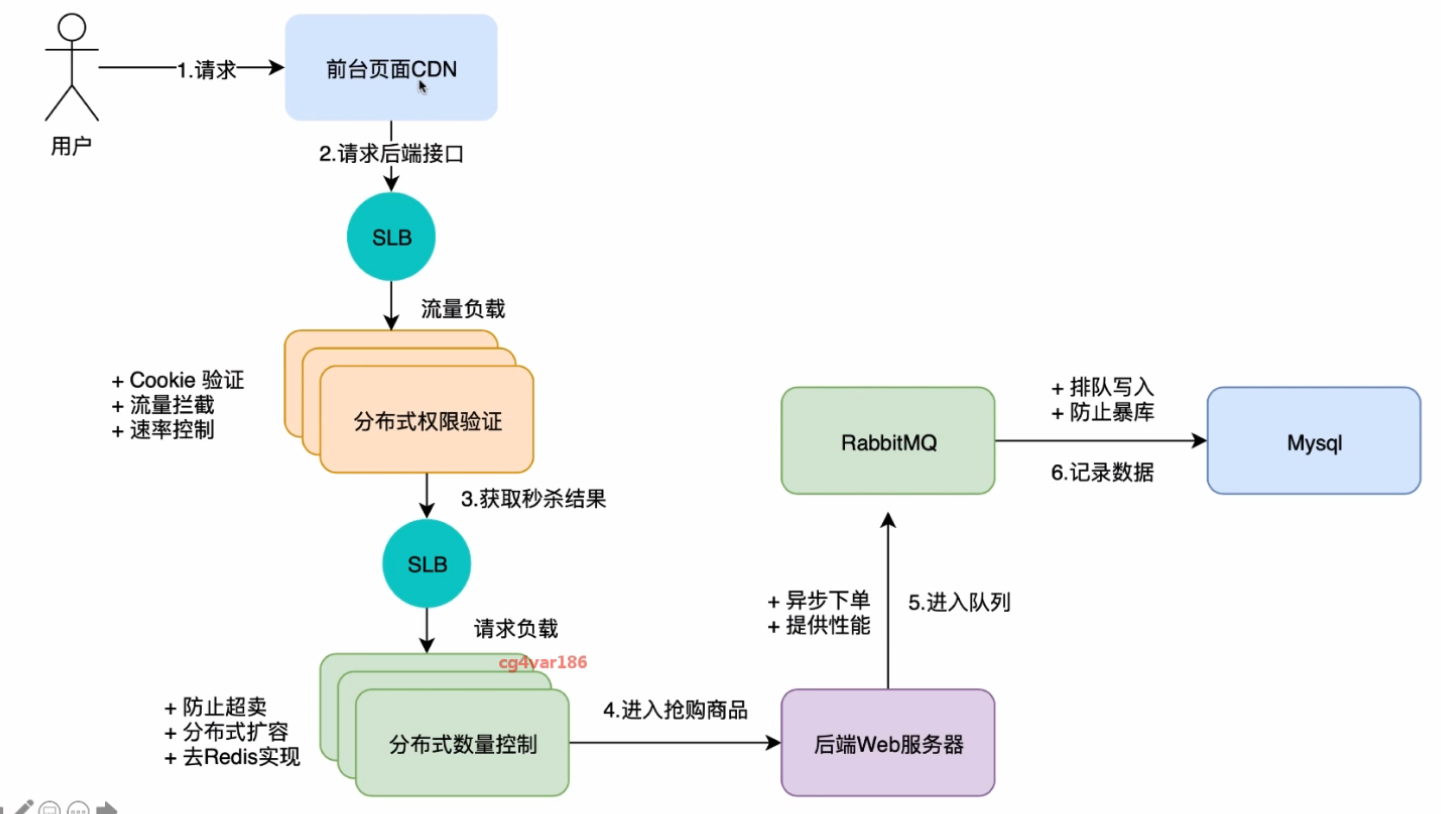 1.请求
前台页面CDN
用户
2.请求后端接口
SLB
流量负载
+ Cookie 验证
+ 流量拦截
+ 速率控制
分布式权限验证
3.获取秒杀结果
SLB
请求负载
cg4var186
+ 防止超卖
+ 分布式扩容
+ 去Redis实现
分布式数量控制
4.进入抢购商品
后端Web服务器
+ 异步下单
+ 提供性能
5.进入队列
RabbitMQ
+ 排队写入
+ 防止暴库
6.记录数据
Mysql